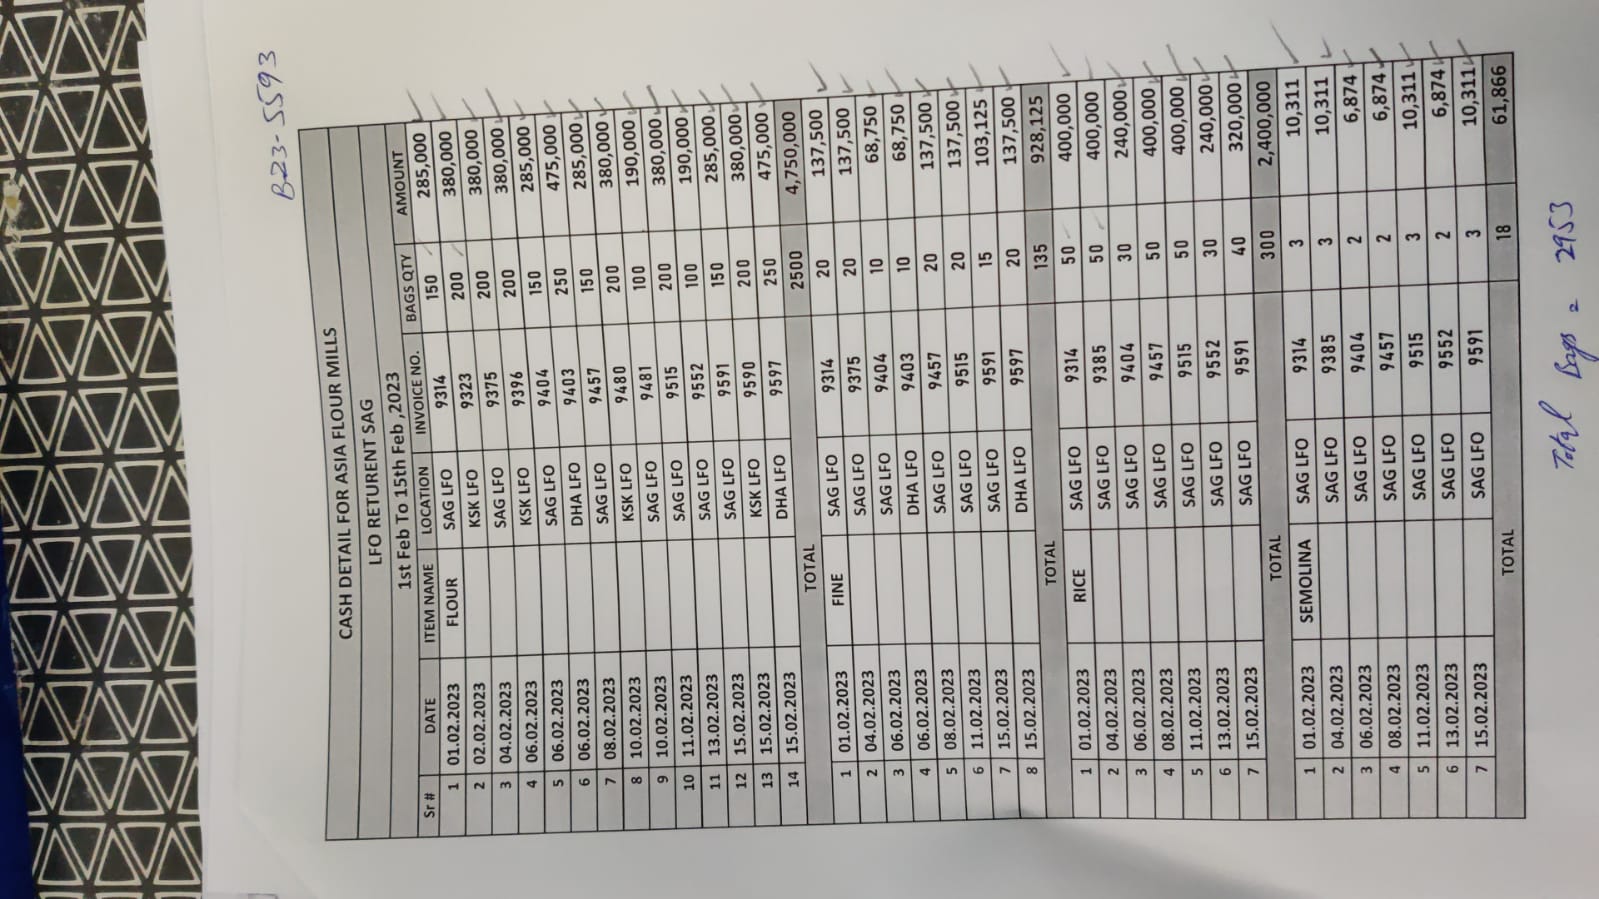 B23-5593
CASH DETAIL FOR ASIA FLOUR MILLS
LFO RETURENT SAG
1st Feb To 15th Feb ,2023
Sr # DATE ITEM NAME LOCATION INVOICE NO. BAGS QTY AMOUNT
1 01.02.2023 FLOUR SAG LFO 9314 150 285,000
2 02.02.2023 KSK LFO 9323 200 380,000
3 04.02.2023 SAG LFO 9375 200 380,000
4 06.02.2023 KSK LFO 9396 200 380,000
5 06.02.2023 SAG LFO 9404 150 285,000
6 06.02.2023 DHA LFO 9403 250 475,000
7 08.02.2023 SAG LFO 9457 150 285,000
8 10.02.2023 KSK LFO 9480 200 380,000
9 10.02.2023 SAG LFO 9481 100 190,000
10 11.02.2023 SAG LFO 9515 200 380,000
11 13.02.2023 SAG LFO 9552 100 190,000
12 15.02.2023 SAG LFO 9591 150 285,000
13 15.02.2023 KSK LFO 9590 200 380,000
14 15.02.2023 DHA LFO 9597 250 475,000
TOTAL 2500 4,750,000
1 01.02.2023 FINE SAG LFO 9314 20 137,500
2 04.02.2023 SAG LFO 9375 20 137,500
3 06.02.2023 SAG LFO 9404 10 68,750
4 06.02.2023 DHA LFO 9403 10 68,750
5 08.02.2023 SAG LFO 9457 20 137,500
6 11.02.2023 SAG LFO 9515 20 137,500
7 15.02.2023 SAG LFO 9591 15 103,125
8 15.02.2023 DHA LFO 9597 20 137,500
TOTAL 135 928,125
1 01.02.2023 RICE SAG LFO 9314 50 400,000
2 04.02.2023 SAG LFO 9385 50 400,000
3 06.02.2023 SAG LFO 9404 30 240,000
4 08.02.2023 SAG LFO 9457 50 400,000
5 11.02.2023 SAG LFO 9515 50 400,000
6 13.02.2023 SAG LFO 9552 30 240,000
7 15.02.2023 SAG LFO 9591 40 320,000
TOTAL 300 2,400,000
1 01.02.2023 SEMOLINA SAG LFO 9314 3 10,311
2 04.02.2023 SAG LFO 9385 3 10,311
3 06.02.2023 SAG LFO 9404 2 6,874
4 08.02.2023 SAG LFO 9457 2 6,874
5 11.02.2023 SAG LFO 9515 3 10,311
6 13.02.2023 SAG LFO 9552 2 6,874
7 15.02.2023 SAG LFO 9591 3 10,311
TOTAL 18 61,866
Total Bags = 2953